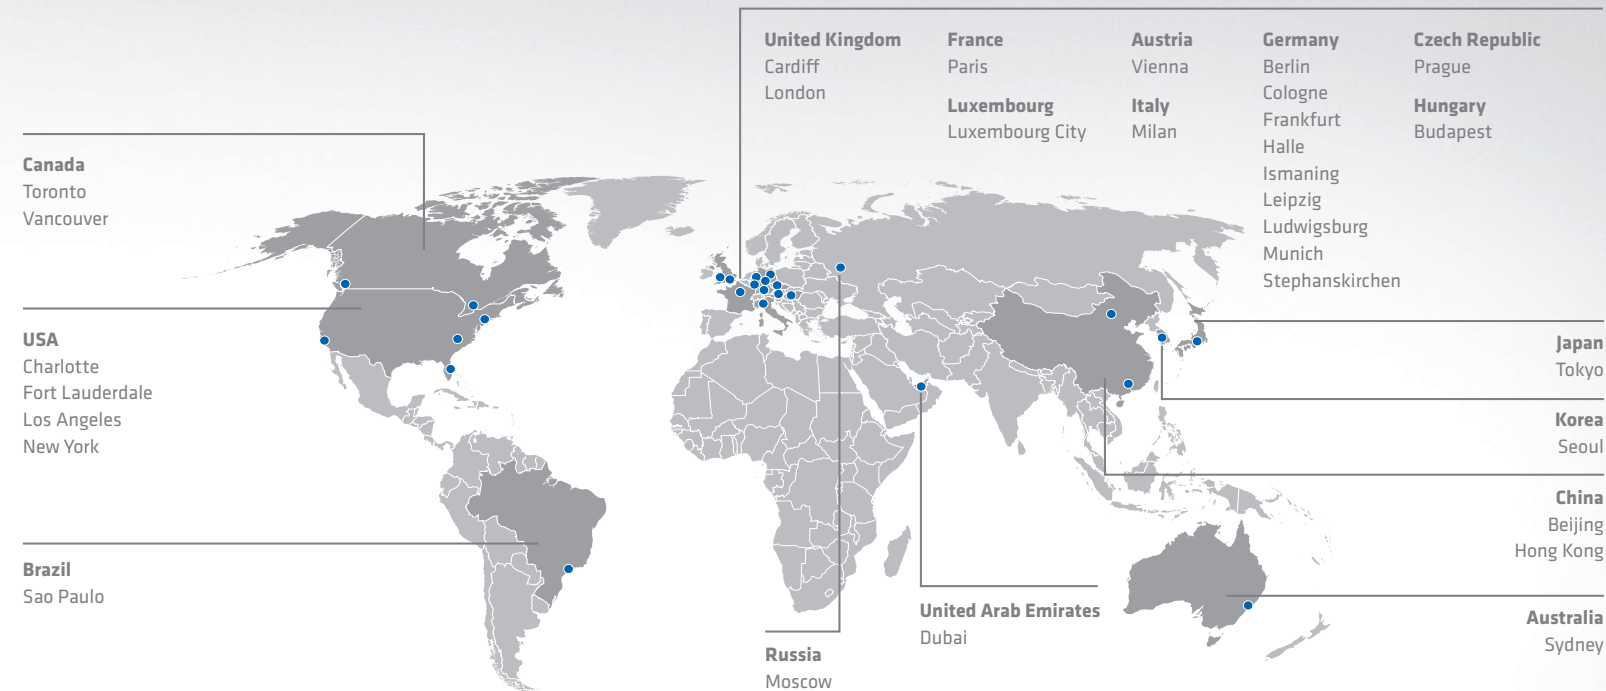 United Kingdom
Cardiff
London
France
Paris
Luxembourg
Luxembourg City
Austria
Vienna
Italy
Milan
Germany
Berlin
Cologne
Frankfurt
Halle
Ismaning
Leipzig
Ludwigsburg
Munich
Stephanskirchen
Czech Republic
Prague
Hungary
Budapest
Canada
Toronto
Vancouver
USA
Charlotte
Fort Lauderdale
Los Angeles
New York
Brazil
Sao Paulo
Russia
Moscow
United Arab Emirates
Dubai
Japan
Tokyo
Korea
Seoul
China
Beijing
Hong Kong
Australia
Sydney